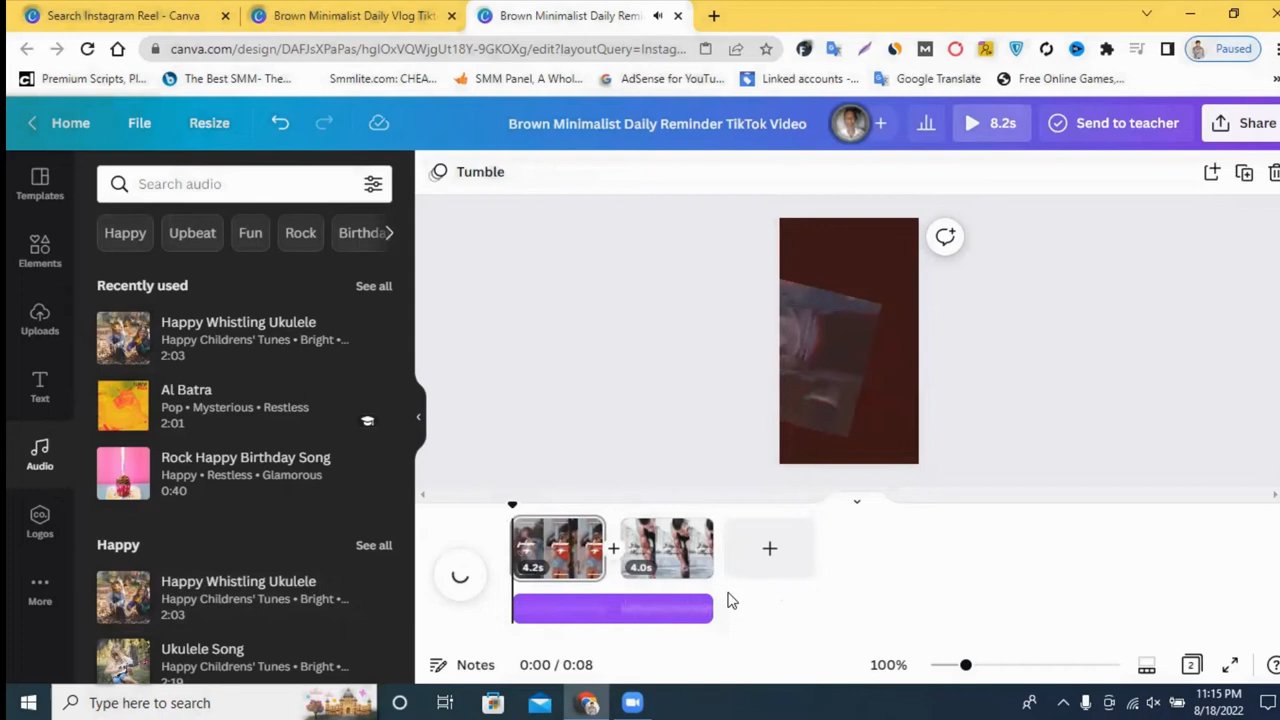 Search Instagram Reel - Canva
Brown Minimalist Daily Vlog Tikt
Brown Minimalist Daily Remi
canva.com/design/DAFJsXPaPas/hglOxVQWjgUt18Y-9GKOXg/edit?layoutQuery=Instag...
Paused
Premium Scripts, Pl...
The Best SMM- The...
Smmlite.com: CHEA...
SMM Panel, A Whol...
AdSense for YouTu...
Linked accounts -...
Google Translate
Free Online Games,...
Home
File
Resize
Brown Minimalist Daily Reminder TikTok Video
8.2s
Send to teacher
Share
Templates
Elements
Uploads
Text
Audio
Logos
More
Search audio
Happy
Upbeat
Fun
Rock
Birthda
Recently used
See all
Happy Whistling Ukulele
Happy Childrens' Tunes • Bright •...
2:03
Al Batra
Pop • Mysterious • Restless
2:01
Rock Happy Birthday Song
Happy • Restless • Glamorous
0:40
Happy
See all
Happy Whistling Ukulele
Happy Childrens' Tunes • Bright •...
2:03
Ukulele Song
Happy Childrens' Tunes • Bright •...
2:19
Tumble
4.2s
4.0s
Notes
0:00 / 0:08
100%
2
Type here to search
11:15 PM
8/18/2022